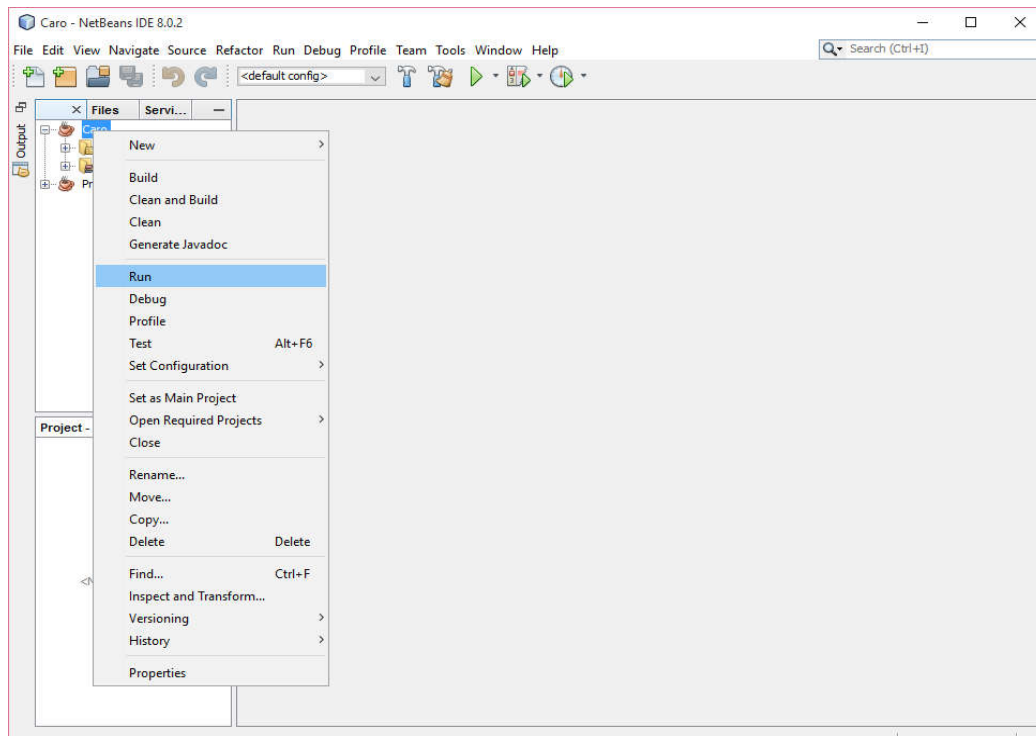 Caro - NetBeans IDE 8.0.2
File Edit View Navigate Source Refactor Run Debug Profile Team Tools Window Help
Search (Ctrl+I)
<default config>
Files Servi...
Output
Caro
Pr
New
Build
Clean and Build
Clean
Generate Javadoc
Run
Debug
Profile
Test Alt+F6
Set Configuration
Set as Main Project
Open Required Projects
Close
Project -
Rename...
Move...
Copy...
Delete Delete
Find... Ctrl+F
<N
Inspect and Transform...
Versioning
History
Properties